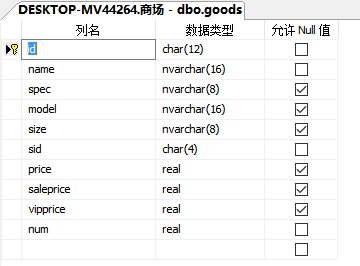 DESKTOP-MV44264.商场 - dbo.goods
列名 数据类型 允许 Null 值
id char(12)
name nvarchar(16)
spec nvarchar(8)
model nvarchar(16)
size nvarchar(8)
sid char(4)
price real
saleprice real
vipprice real
num real